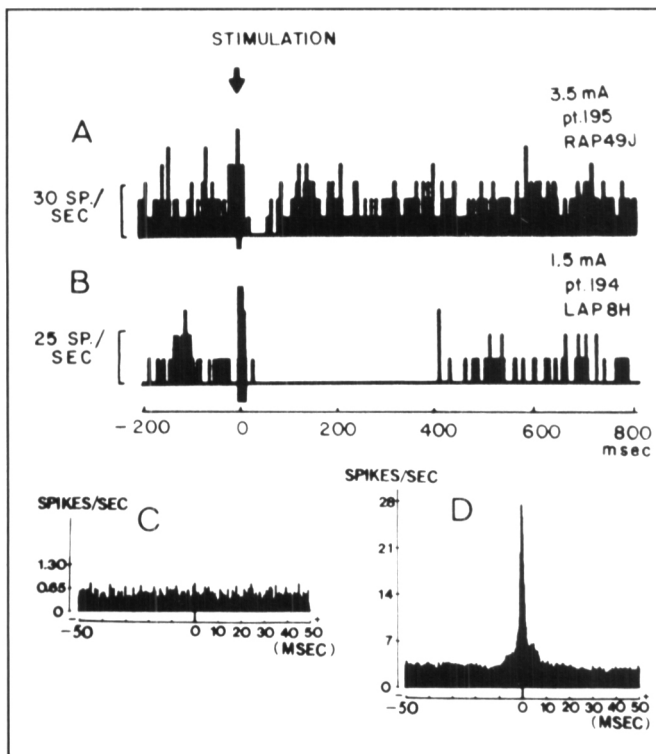 STIMULATION
A
3.5 mA
pt.195
RAP49J
30 SP./
SEC
B
1.5 mA
pt.194
LAP8H
25 SP./
SEC
-200 0 200 400 600 800
msec
SPIKES/SEC
C
1.30
0.65
0
-50 0 10 20 30 40 50
(MSEC)
SPIKES/SEC
D
28
21
14
7
0
-50 0 10 20 30 40 50
(MSEC)